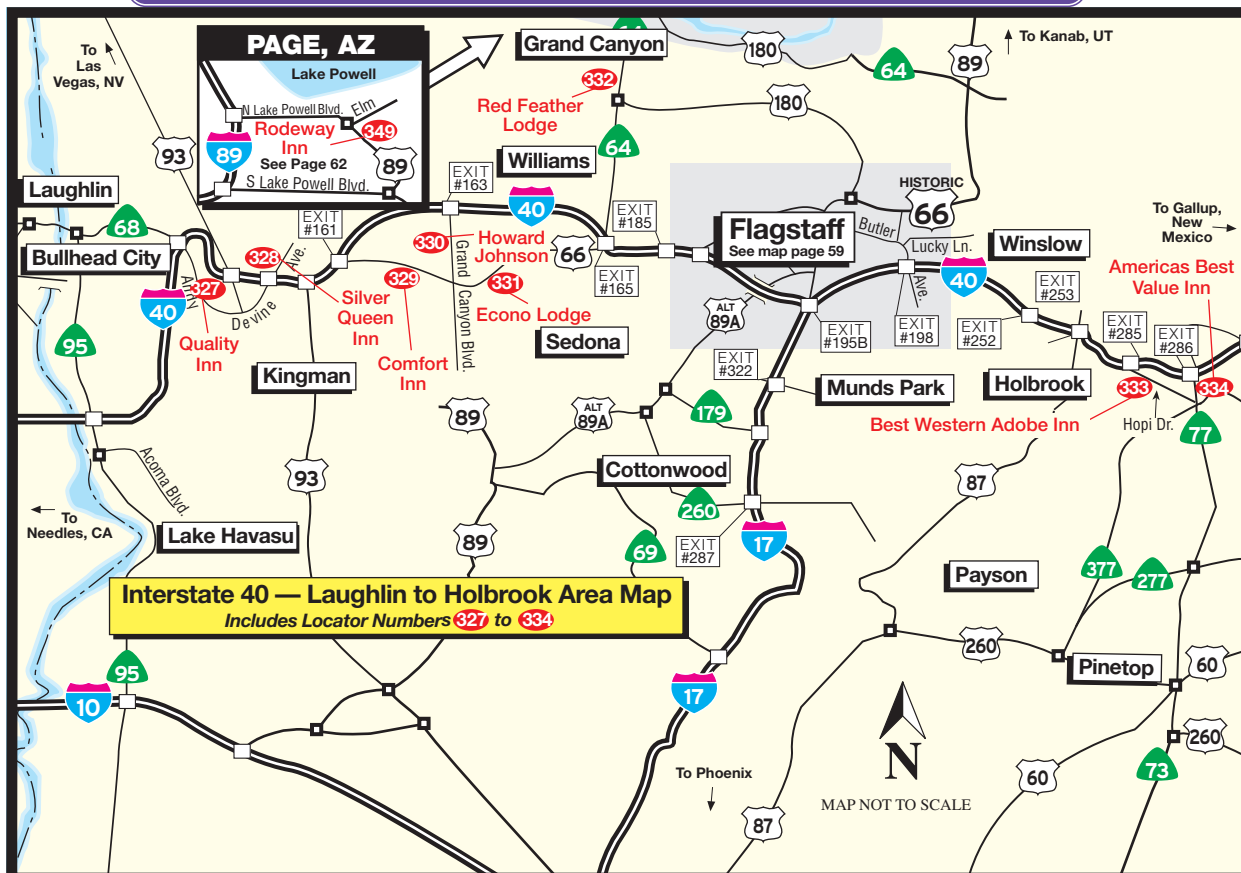 To
Las
Vegas, NV
PAGE, AZ
Lake Powell
N Lake Powell Blvd.
Elm
Rodeway
Inn
349
89
See Page 62
89
S Lake Powell Blvd.
93
64
Grand Canyon
332
Red Feather
Lodge
64
180
64
180
To Kanab, UT
89
Laughlin
68
Bullhead City
EXIT
#161
EXIT
#163
Williams
40
EXIT
#185
66
EXIT
#165
HISTORIC
66
Flagstaff
See map page 59
Butler
Ave.
Lucky Ln.
Winslow
40
To Gallup,
New
Mexico
Americas Best
Value Inn
40
Andy
Devine
Ave.
327
Quality
Inn
328
Silver
Queen
Inn
329
Comfort
Inn
330
Howard
Johnson
331
Econo Lodge
Grand Canyon Blvd.
Sedona
ALT
89A
EXIT
#195B
EXIT
#198
EXIT
#252
EXIT
#253
EXIT
#285
EXIT
#286
95
Kingman
EXIT
#322
Munds Park
Holbrook
333
334
Best Western Adobe Inn
Hopi Dr.
77
89
ALT
89A
179
Acoma Blvd.
93
Cottonwood
87
To
Needles, CA
Lake Havasu
89
260
69
EXIT
#287
17
Payson
377
277
Interstate 40 — Laughlin to Holbrook Area Map
Includes Locator Numbers 327 to 334
260
Pinetop
60
95
10
17
N
260
73
60
To Phoenix
MAP NOT TO SCALE
87